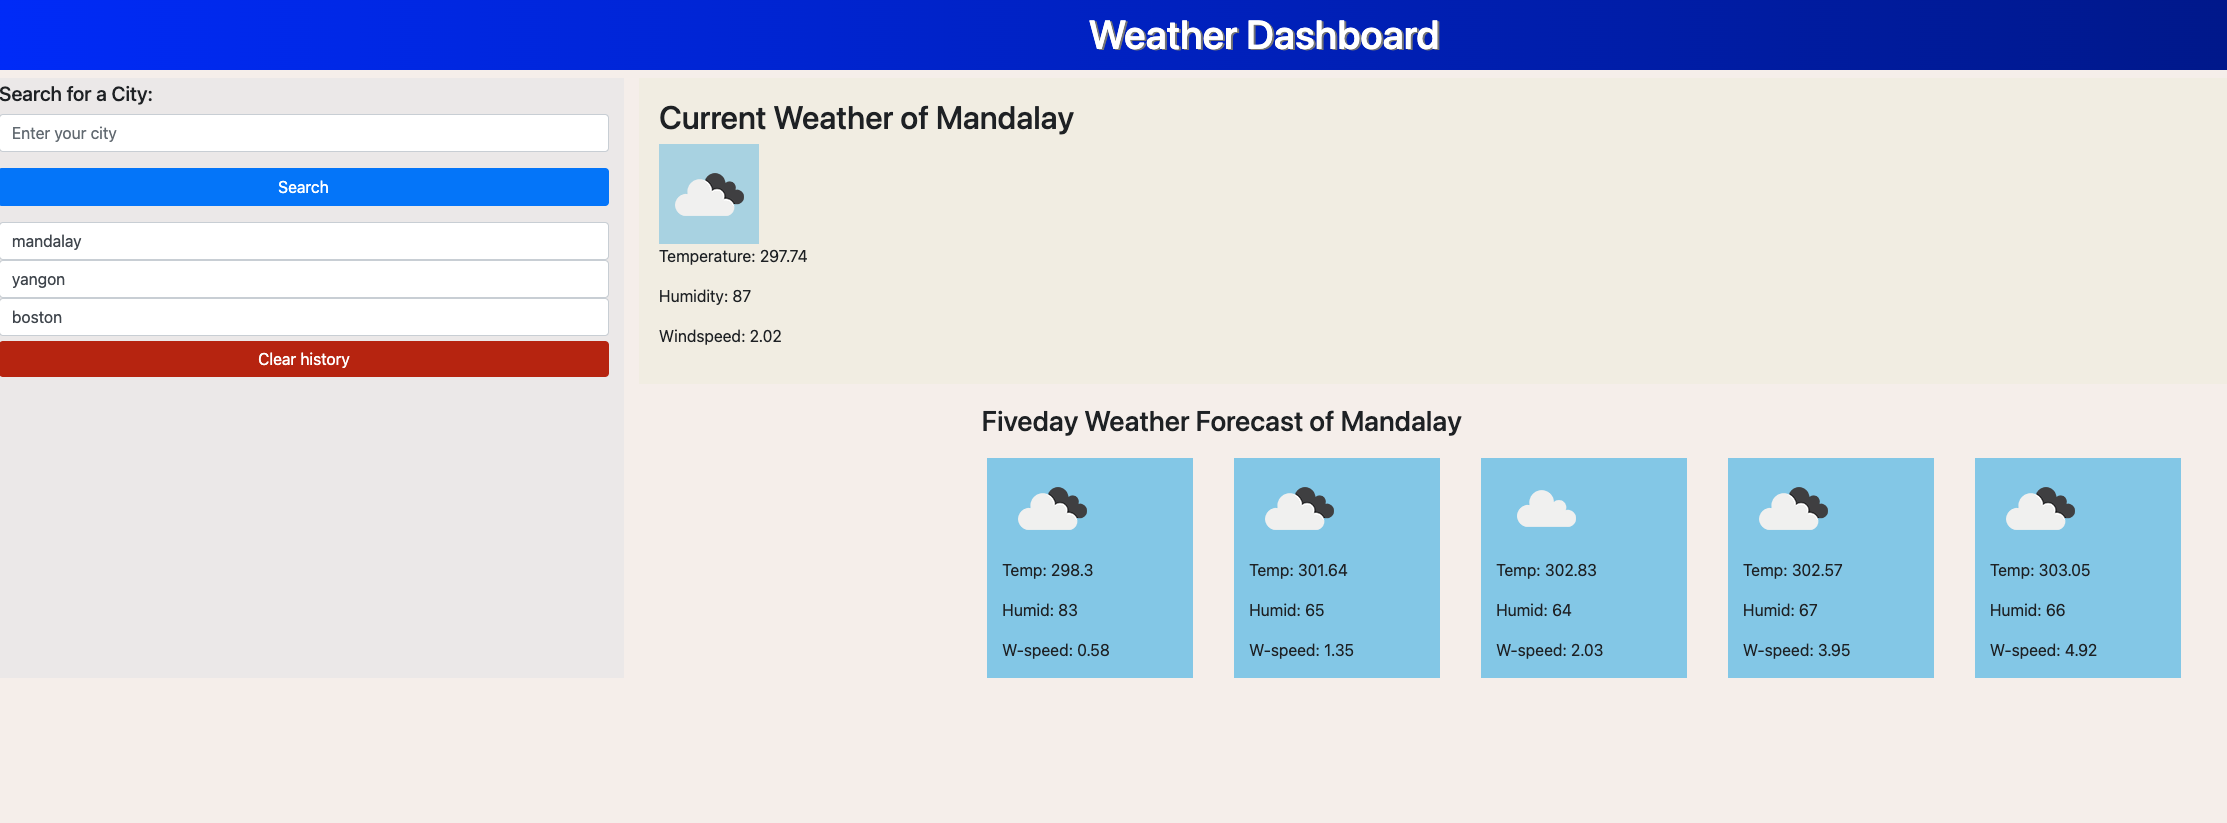 Weather Dashboard
Search for a City:
Enter your city
Search
mandalay
yangon
boston
Clear history
Current Weather of Mandalay
Temperature: 297.74
Humidity: 87
Windspeed: 2.02
Fiveday Weather Forecast of Mandalay
Temp: 298.3
Humid: 83
W-speed: 0.58
Temp: 301.64
Humid: 65
W-speed: 1.35
Temp: 302.83
Humid: 64
W-speed: 2.03
Temp: 302.57
Humid: 67
W-speed: 3.95
Temp: 303.05
Humid: 66
W-speed: 4.92